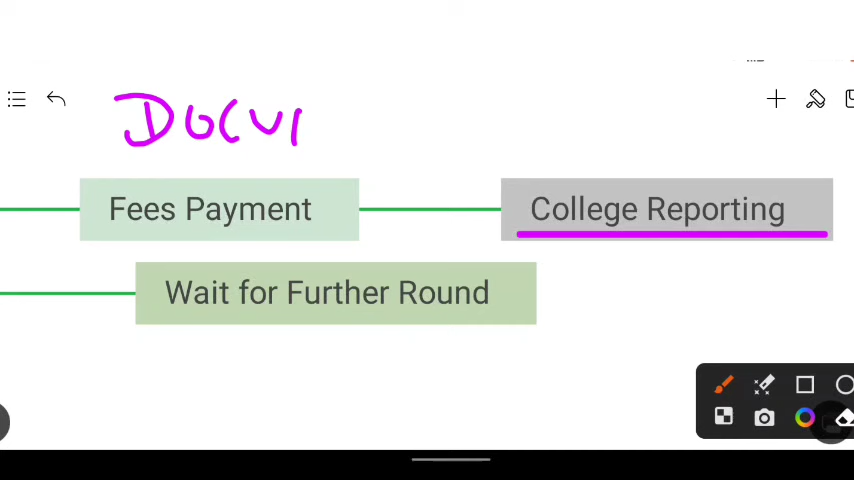 DOCU
Fees Payment
College Reporting
Wait for Further Round